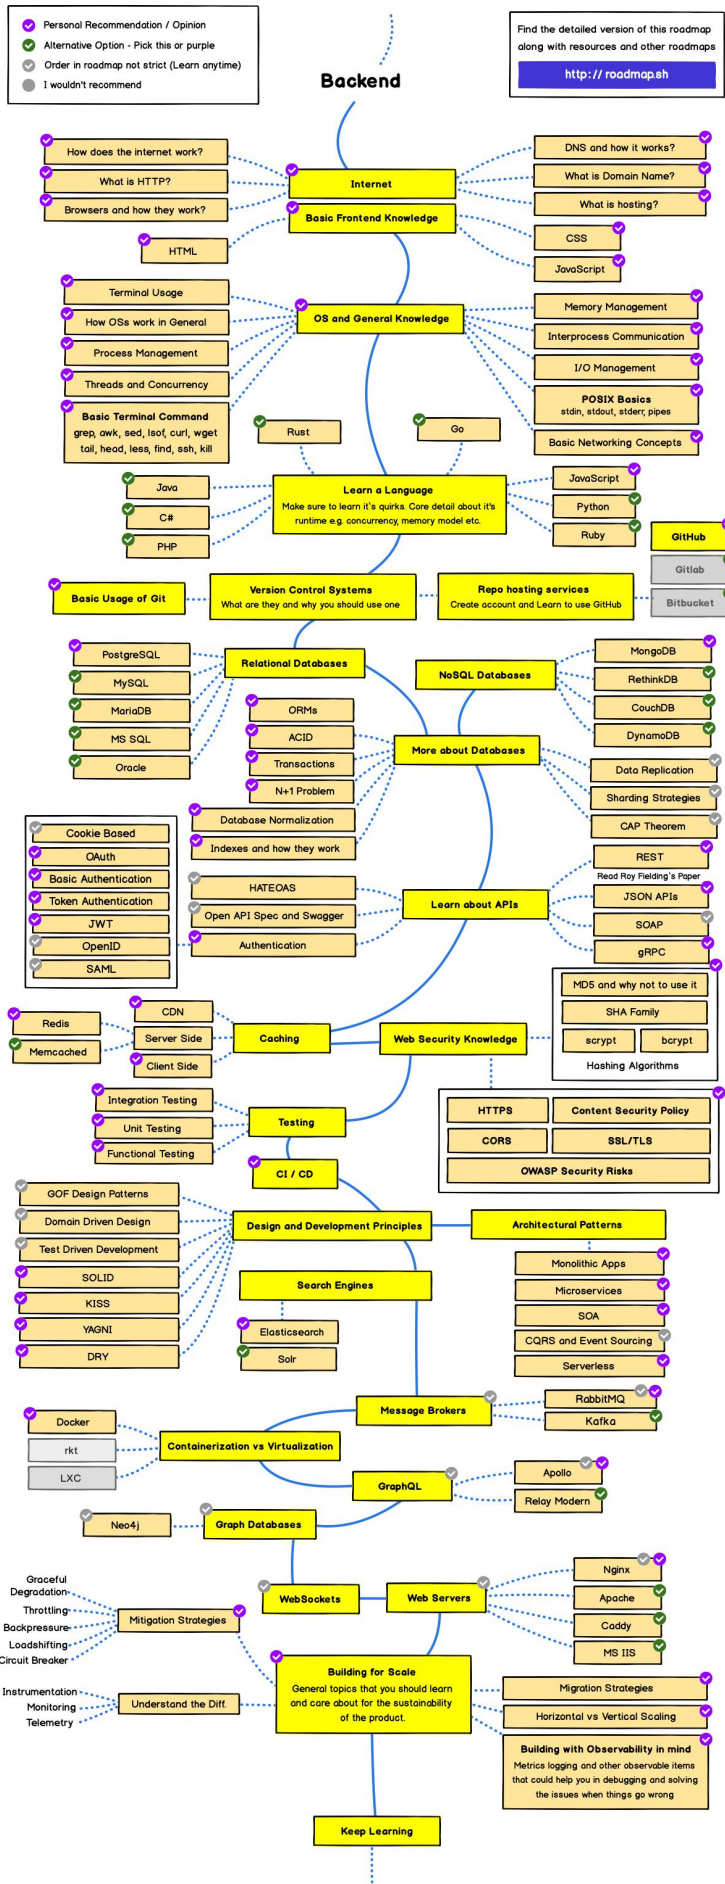 Personal Recommendation / Opinion
Alternative Option - Pick this or purple
Order in roadmap not strict (Learn anytime)
I wouldn't recommend
Find the detailed version of this roadmap
along with resources and other roadmaps
http:// roadmap.sh
Backend
How does the internet work?
What is HTTP?
Browsers and how they work?
Internet
DNS and how it works?
What is Domain Name?
What is hosting?
Basic Frontend Knowledge
HTML
CSS
JavaScript
Terminal Usage
How OSs work in General
Process Management
Threads and Concurrency
Basic Terminal Command
grep, awk, sed, lsof, curl, wget
tail, head, less, find, ssh, kill
OS and General Knowledge
Memory Management
Interprocess Communication
I/O Management
POSIX Basics
stdin, stdout, stderr, pipes
Basic Networking Concepts
Rust
Go
Java
C#
PHP
Learn a Language
Make sure to learn it's quirks. Core detail about it's
runtime e.g. concurrency, memory model etc.
JavaScript
Python
Ruby
GitHub
Gitlab
Bitbucket
Basic Usage of Git
Version Control Systems
What are they and why you should use one
Repo hosting services
Create account and Learn to use GitHub
PostgreSQL
MySQL
MariaDB
MS SQL
Oracle
Relational Databases
NoSQL Databases
MongoDB
RethinkDB
CouchDB
DynamoDB
ORMs
ACID
Transactions
N+1 Problem
Database Normalization
Indexes and how they work
More about Databases
Data Replication
Sharding Strategies
CAP Theorem
Cookie Based
OAuth
Basic Authentication
Token Authentication
JWT
OpenID
SAML
HATEOAS
Open API Spec and Swagger
Authentication
Learn about APIs
REST
Read Roy Fielding's Paper
JSON APIs
SOAP
gRPC
Redis
Memcached
CDN
Server Side
Client Side
Caching
Web Security Knowledge
MD5 and why not to use it
SHA Family
scrypt
bcrypt
Hashing Algorithms
HTTPS
Content Security Policy
CORS
SSL/TLS
OWASP Security Risks
Integration Testing
Unit Testing
Functional Testing
Testing
CI / CD
GOF Design Patterns
Domain Driven Design
Test Driven Development
SOLID
KISS
YAGNI
DRY
Design and Development Principles
Architectural Patterns
Monolithic Apps
Microservices
SOA
CQRS and Event Sourcing
Serverless
Search Engines
Elasticsearch
Solr
Message Brokers
RabbitMQ
Kafka
Docker
rkt
LXC
Containerization vs Virtualization
GraphQL
Apollo
Relay Modern
Neo4j
Graph Databases
WebSockets
Web Servers
Nginx
Apache
Caddy
MS IIS
Graceful
Degradation
Throttling
Backpressure
Loadshifting
Circuit Breaker
Mitigation Strategies
Instrumentation
Monitoring
Telemetry
Understand the Diff.
Building for Scale
General topics that you should learn
and care about for the sustainability
of the product.
Migration Strategies
Horizontal vs Vertical Scaling
Building with Observability in mind
Metrics logging and other observable items
that could help you in debugging and solving
the issues when things go wrong
Keep Learning